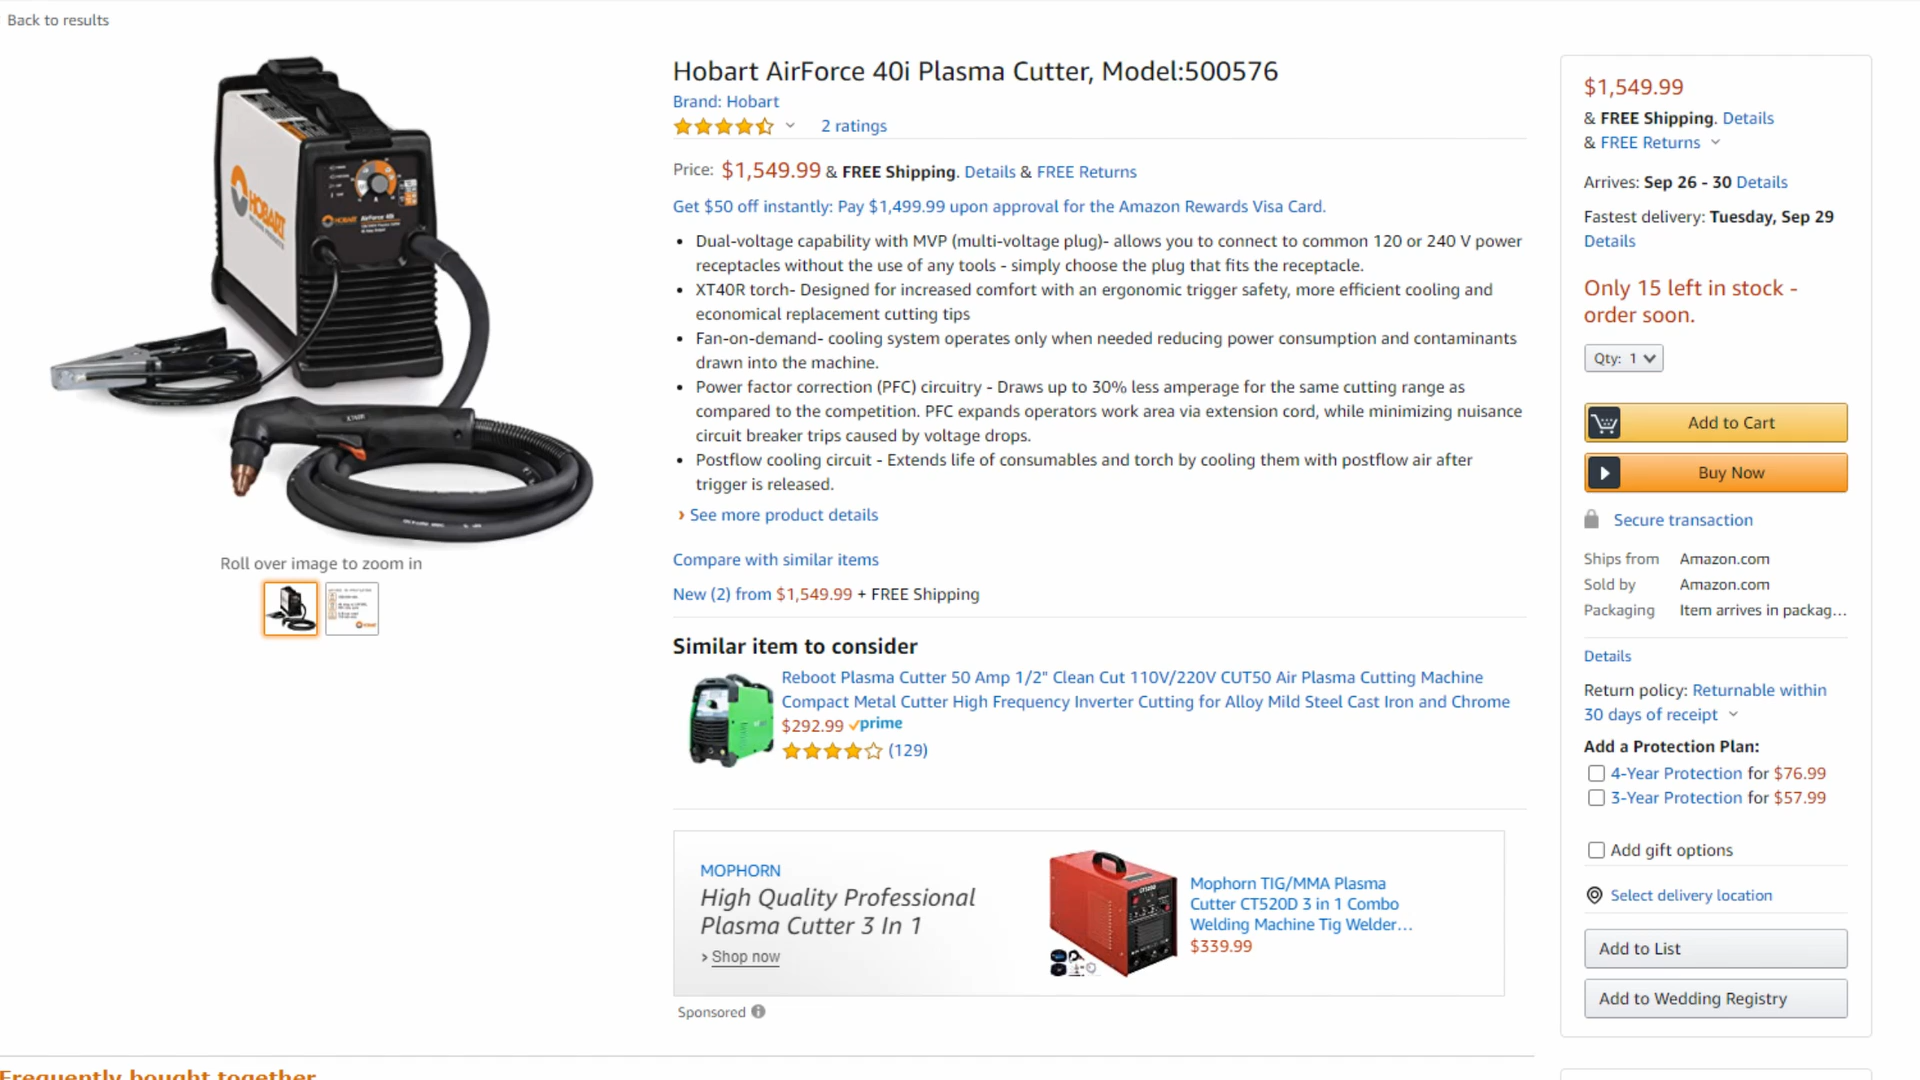 Back to results
HOBART
HOBART
AirForce 40i
Roll over image to zoom in
Hobart AirForce 40i Plasma Cutter, Model:500576
Brand: Hobart
2 ratings
Price: $1,549.99 & FREE Shipping. Details & FREE Returns
Get $50 off instantly: Pay $1,499.99 upon approval for the Amazon Rewards Visa Card.
• Dual-voltage capability with MVP (multi-voltage plug)- allows you to connect to common 120 or 240 V power
receptacles without the use of any tools - simply choose the plug that fits the receptacle.
• XT40R torch- Designed for increased comfort with an ergonomic trigger safety, more efficient cooling and
economical replacement cutting tips
• Fan-on-demand- cooling system operates only when needed reducing power consumption and contaminants
drawn into the machine.
• Power factor correction (PFC) circuitry - Draws up to 30% less amperage for the same cutting range as
compared to the competition. PFC expands operators work area via extension cord, while minimizing nuisance
circuit breaker trips caused by voltage drops.
• Postflow cooling circuit - Extends life of consumables and torch by cooling them with postflow air after
trigger is released.
› See more product details
Compare with similar items
New (2) from $1,549.99 + FREE Shipping
Similar item to consider
Reboot Plasma Cutter 50 Amp 1/2" Clean Cut 110V/220V CUT50 Air Plasma Cutting Machine
Compact Metal Cutter High Frequency Inverter Cutting for Alloy Mild Steel Cast Iron and Chrome
$292.99 prime
(129)
MOPHORN
High Quality Professional
Plasma Cutter 3 In 1
› Shop now
Mophorn TIG/MMA Plasma
Cutter CT520D 3 in 1 Combo
Welding Machine Tig Welder…
$339.99
Sponsored
Frequently bought together
$1,549.99
& FREE Shipping. Details
& FREE Returns
Arrives: Sep 26 - 30 Details
Fastest delivery: Tuesday, Sep 29
Details
Only 15 left in stock -
order soon.
Qty: 1
Add to Cart
Buy Now
Secure transaction
Ships from Amazon.com
Sold by Amazon.com
Packaging Item arrives in packag…
Details
Return policy: Returnable within
30 days of receipt
Add a Protection Plan:
4-Year Protection for $76.99
3-Year Protection for $57.99
Add gift options
Select delivery location
Add to List
Add to Wedding Registry